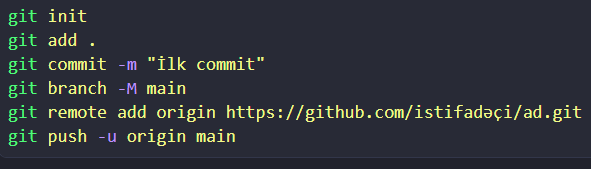 git init
git add .
git commit -m "İlk commit"
git branch -M main
git remote add origin https://github.com/istifadəçi/ad.git
git push -u origin main